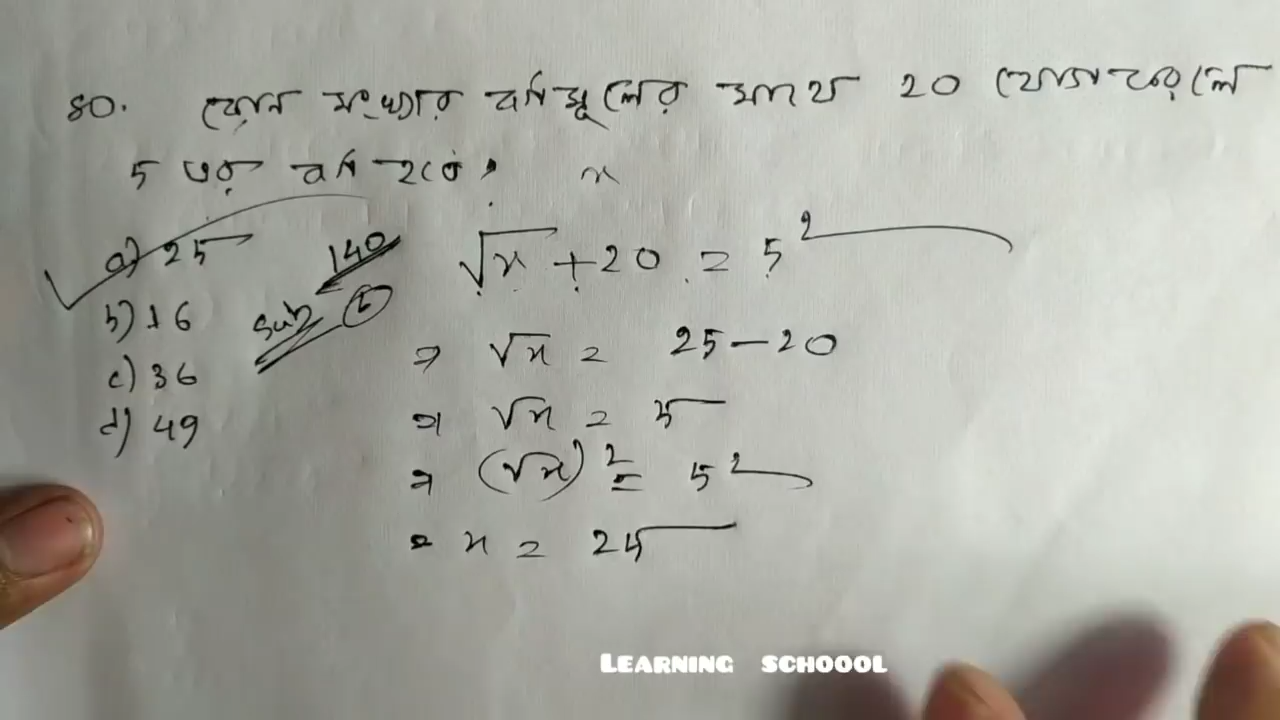 ৪০. কোন সংখ্যার বর্গমূলের সাথে 20 যোগ করলে
5 এর বর্গ হবে?
x
a) 25
b) 16
c) 36
d) 49
140
Sub
√x + 20 = 5²
⇒ √x = 25 - 20
⇒ √x = 5
⇒ (√x)² = 5²
⇒ x = 25
LEARNING SCHOOOL